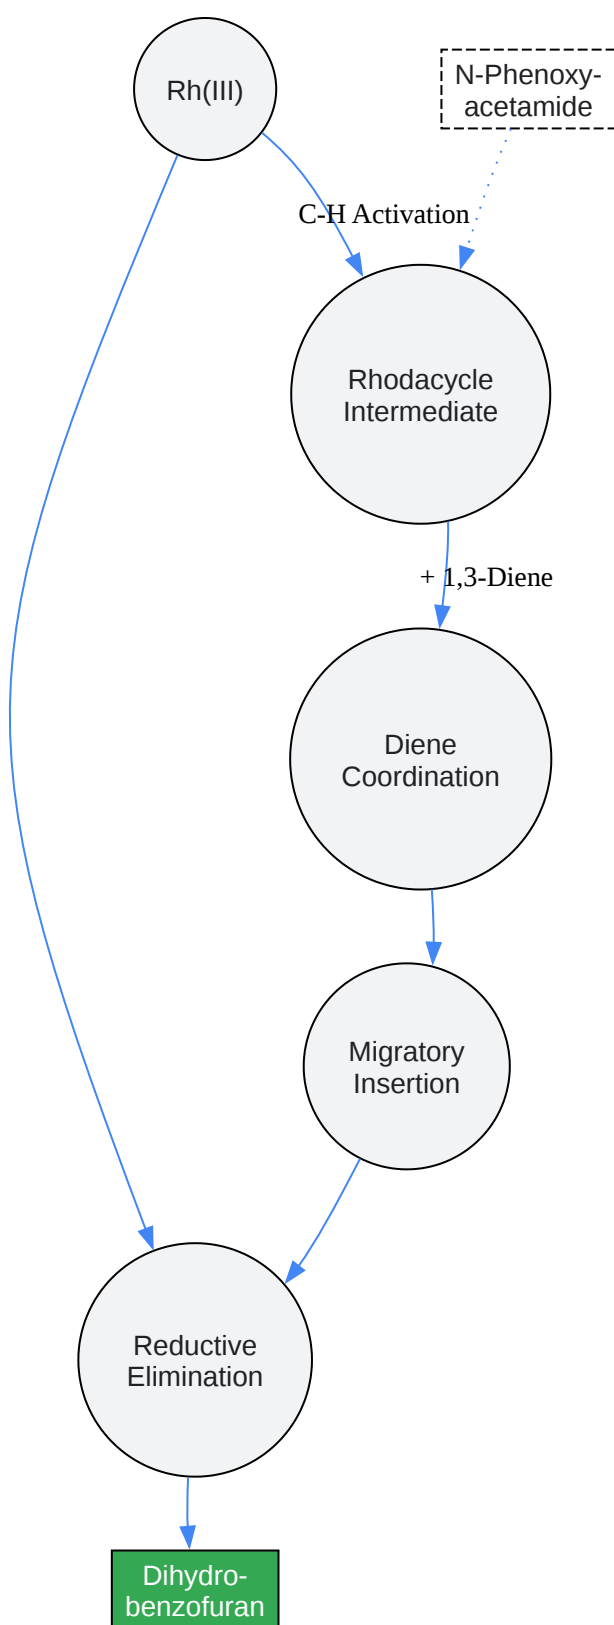 Rh(III)
N-Phenoxy-
acetamide
C-H Activation
Rhodacycle
Intermediate
+ 1,3-Diene
Diene
Coordination
Migratory
Insertion
Reductive
Elimination
Dihydro-
benzofuran